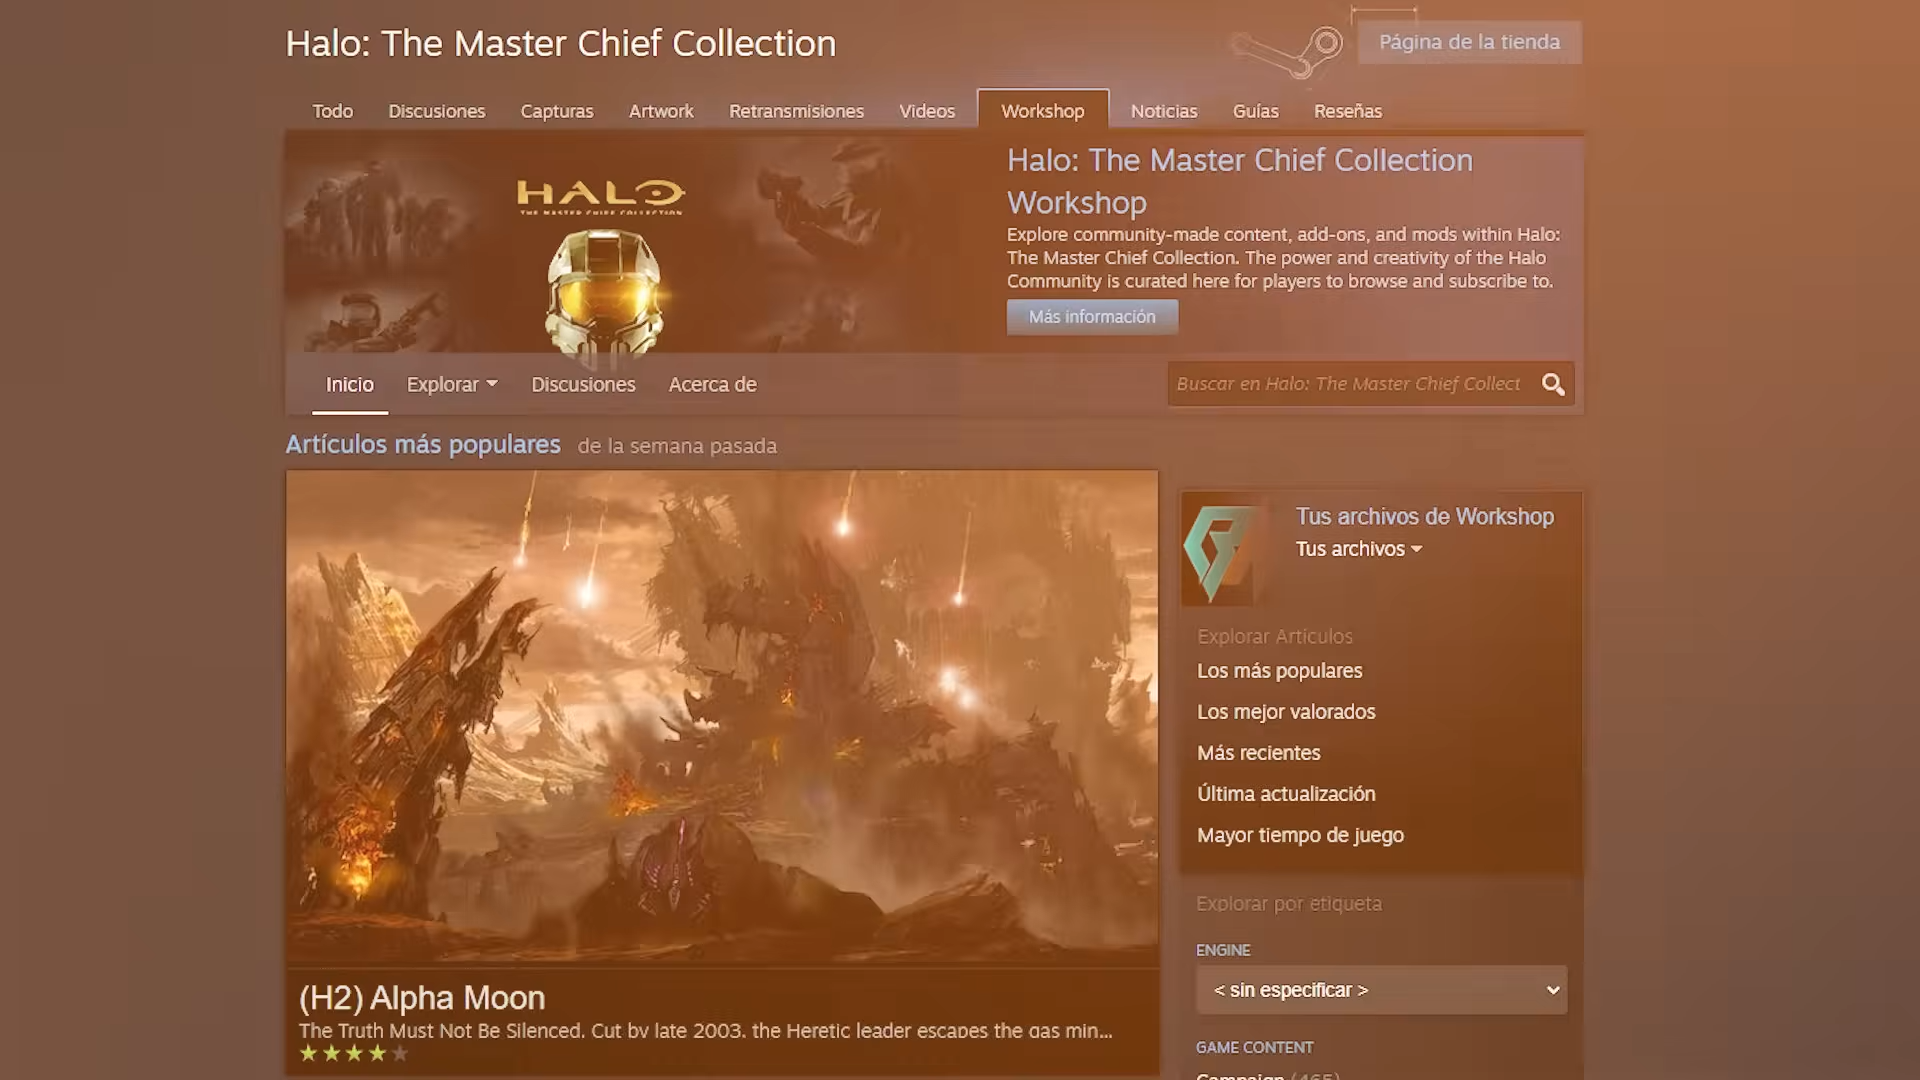 Halo: The Master Chief Collection
Página de la tienda
Todo Discusiones Capturas Artwork Retransmisiones Videos Workshop Noticias Guías Reseñas
HALO
THE MASTER CHIEF COLLECTION
Halo: The Master Chief Collection
Workshop
Explore community-made content, add-ons, and mods within Halo:
The Master Chief Collection. The power and creativity of the Halo
Community is curated here for players to browse and subscribe to.
Más información
Inicio Explorar Discusiones Acerca de
Buscar en Halo: The Master Chief Collect
Artículos más populares de la semana pasada
Tus archivos de Workshop
Tus archivos
Explorar Artículos
Los más populares
Los mejor valorados
Más recientes
Última actualización
Mayor tiempo de juego
Explorar por etiqueta
ENGINE
< sin especificar >
GAME CONTENT
Campaign (465)
(H2) Alpha Moon
The Truth Must Not Be Silenced. Cut by late 2003, the Heretic leader escapes the gas min...